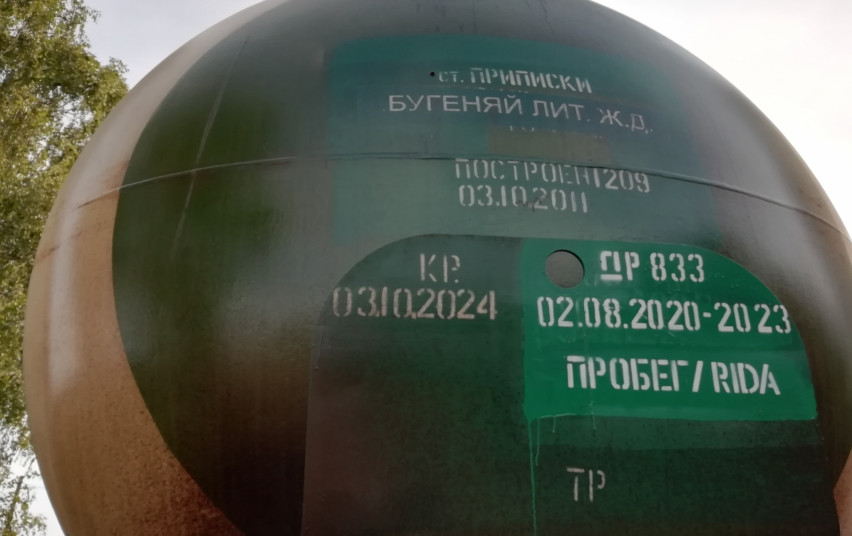 ст. ПРИПИСКИ
БУГЕНЯЙ ЛИТ. Ж.Д.
ПОСТРОЕН 1209
03.10.2011
КР.
03.10.2024
ДР 833
02.08.2020-2023
ПРОБЕГ/RIDA
ТР